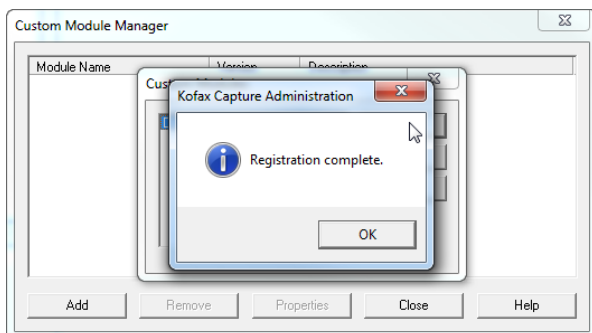 Custom Module Manager
Module Name Version Description
Kofax Capture Administration
Registration complete.
OK
Add Remove Properties Close Help